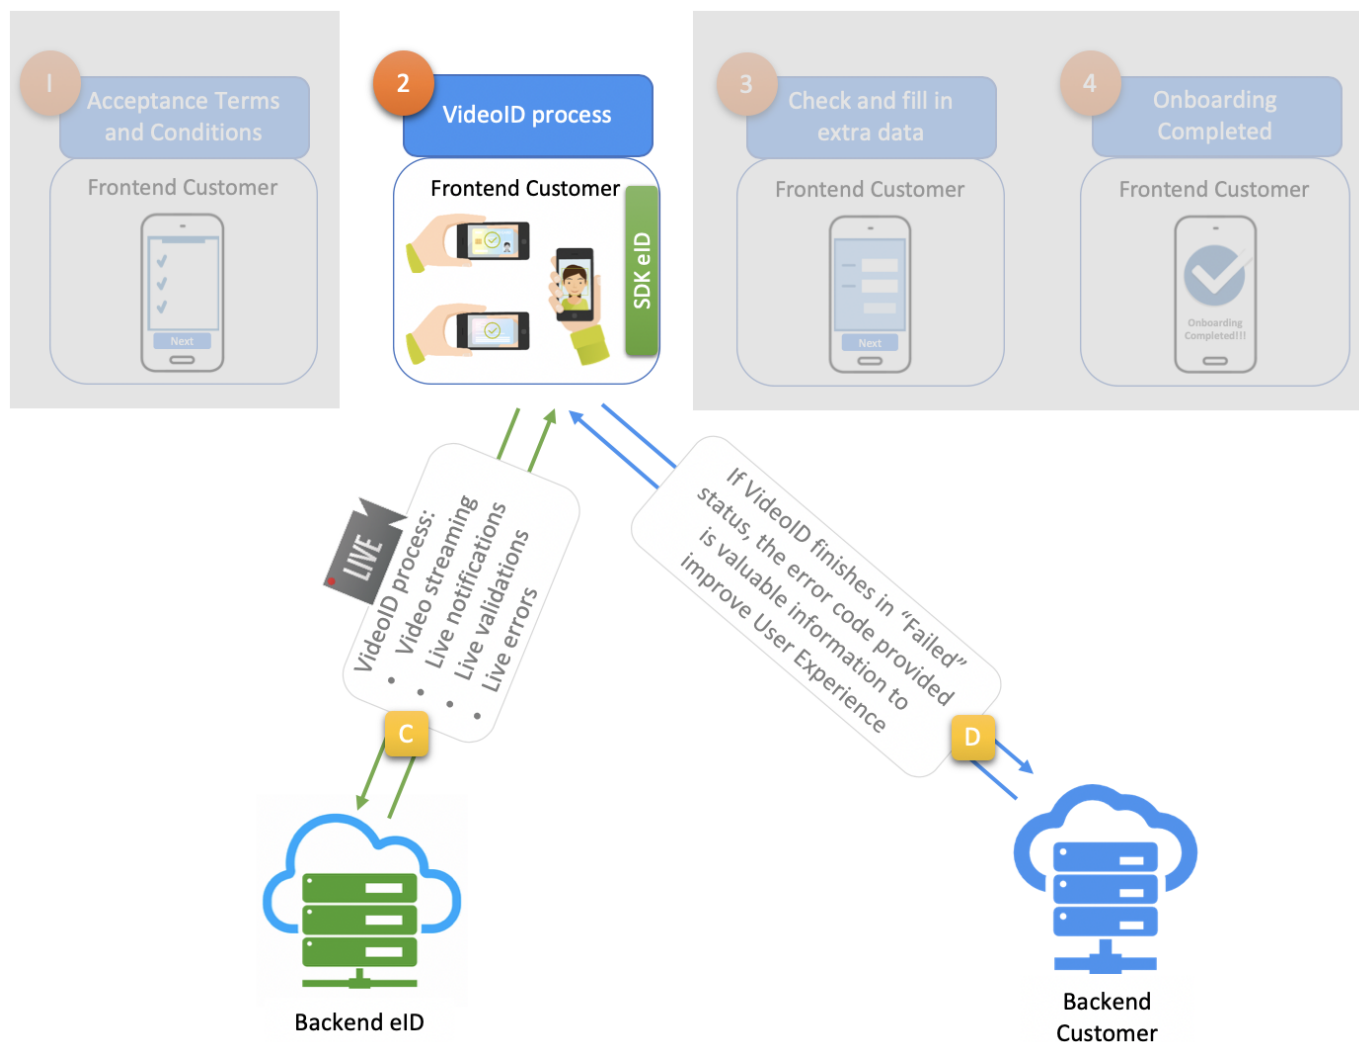 1
Acceptance Terms
and Conditions
Frontend Customer
Next
2
VideoID process
Frontend Customer
SDK eID
3
Check and fill in
extra data
Frontend Customer
Next
4
Onboarding
Completed
Frontend Customer
Onboarding
Completed!!!
LIVE
VideoID process:
• Video streaming
• Live notifications
• Live validations
• Live errors
C
If VideoID finishes in “Failed”
status, the error code provided
is valuable information to
improve User Experience
D
Backend eID
Backend
Customer